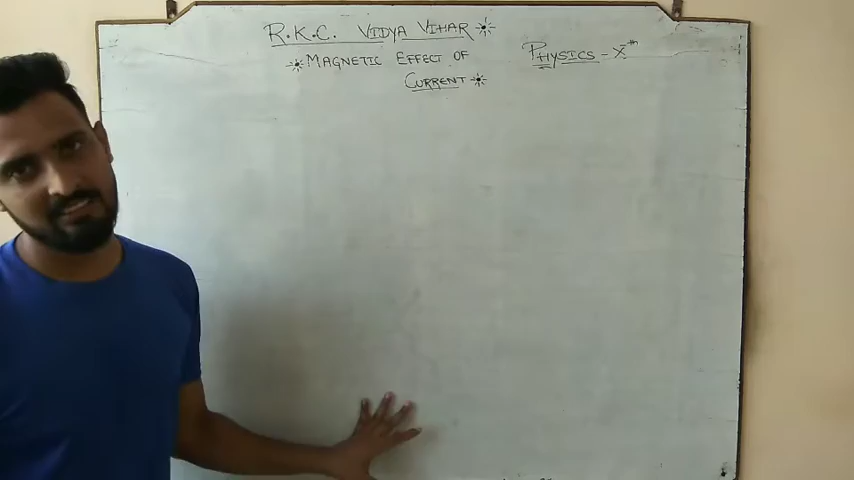 R.K.C. VIDYA VIHAR
MAGNETIC EFFECT OF
CURRENT
PHYSICS - Xth